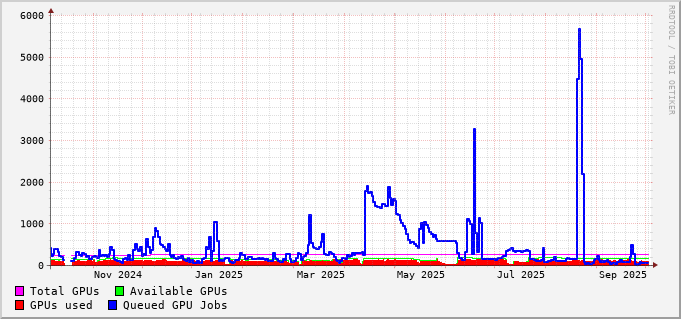 6000
5000
4000
3000
2000
1000
0
Nov 2024 Jan 2025 Mar 2025 May 2025 Jul 2025 Sep 2025
Total GPUs Available GPUs
GPUs used Queued GPU Jobs
RRDTOOL / TOBI OETIKER